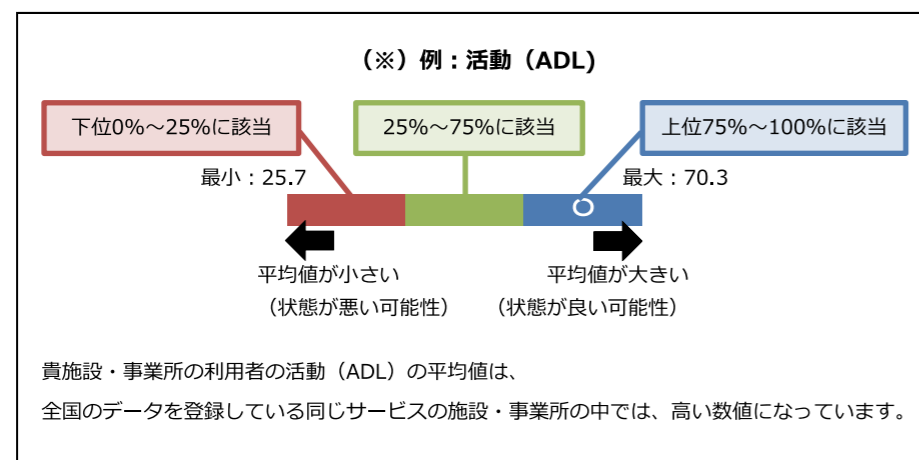 (※)例:活動(ADL)
下位0%~25%に該当
25%~75%に該当
上位75%~100%に該当
最小:25.7
最大:70.3
平均値が小さい
(状態が悪い可能性)
平均値が大きい
(状態が良い可能性)
貴施設・事業所の利用者の活動(ADL)の平均値は、
全国のデータを登録している同じサービスの施設・事業所の中では、高い数値になっています。